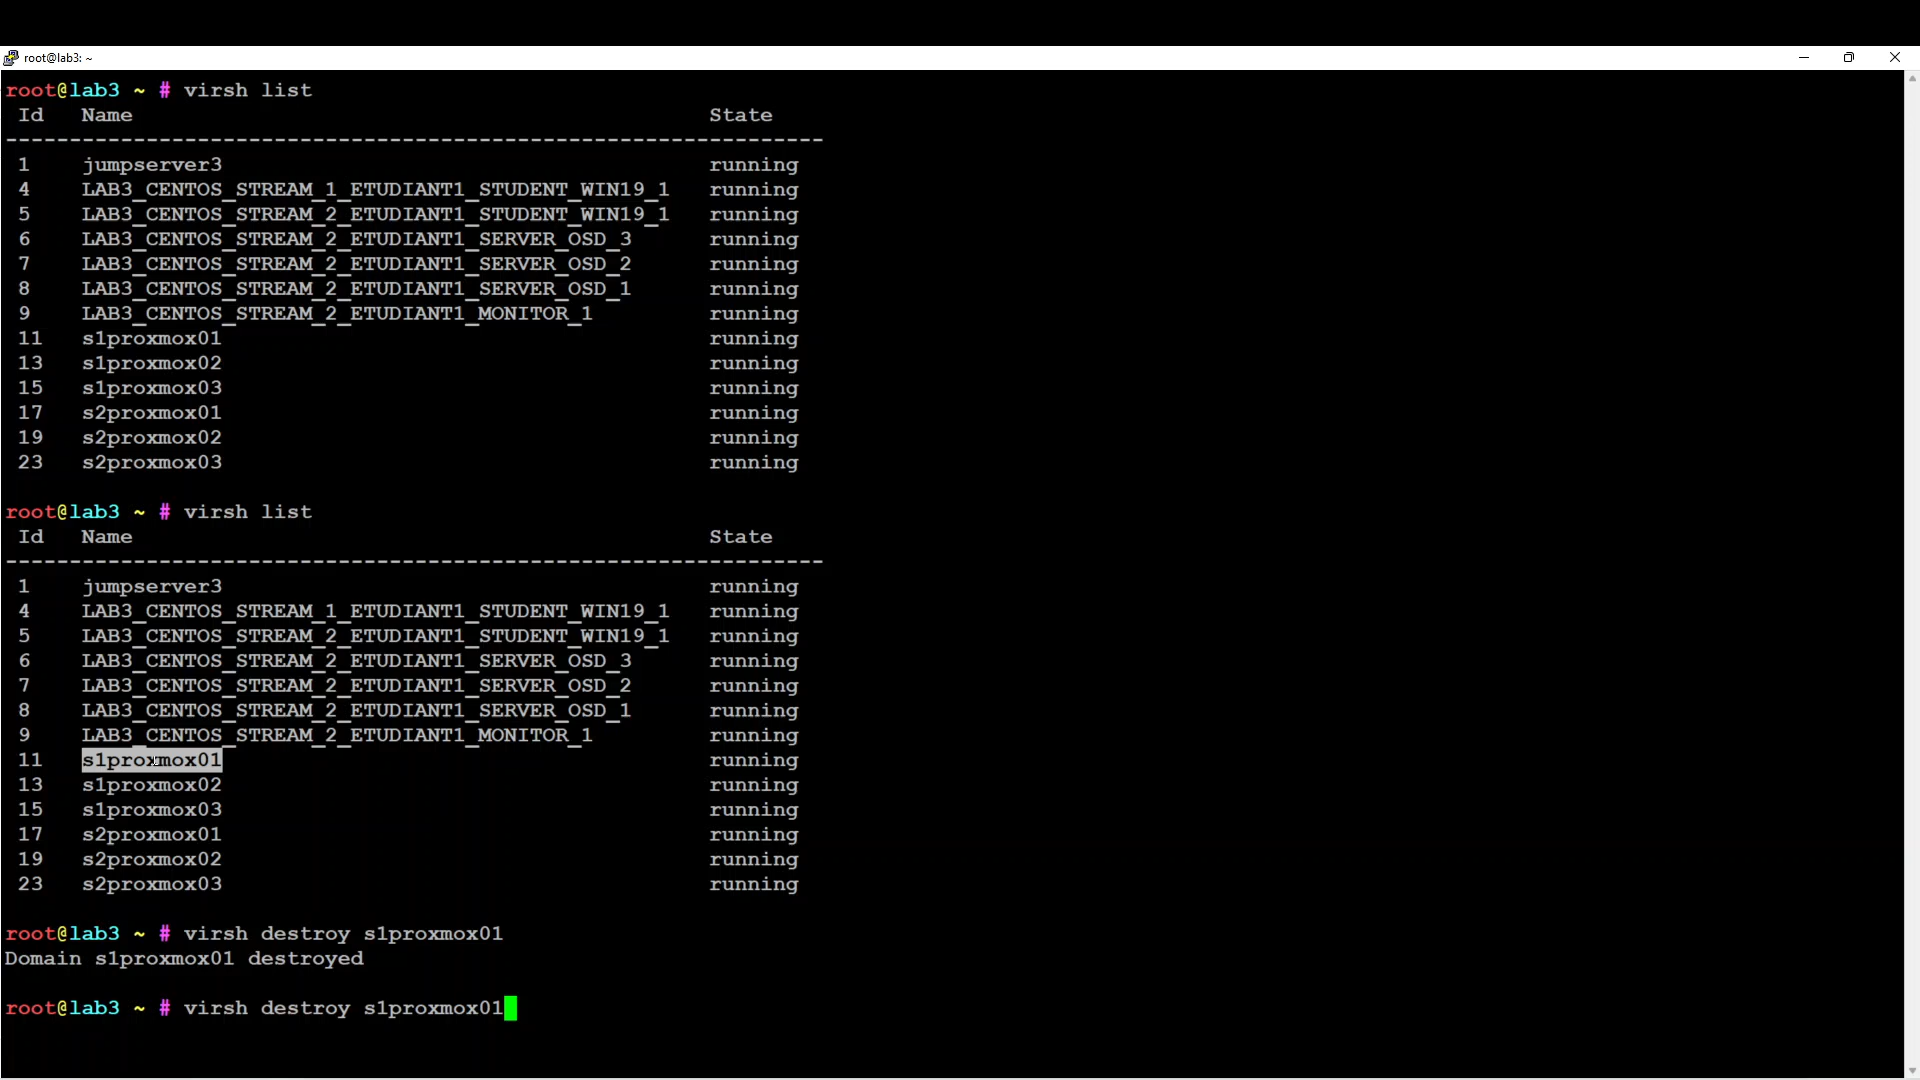 root@lab3: ~
root@lab3 ~ # virsh list
Id Name State
--------------------------------------------------------------------------------
1 jumpserver3 running
4 LAB3_CENTOS_STREAM_1_ETUDIANT1_STUDENT_WIN19_1 running
5 LAB3_CENTOS_STREAM_2_ETUDIANT1_STUDENT_WIN19_1 running
6 LAB3_CENTOS_STREAM_2_ETUDIANT1_SERVER_OSD_3 running
7 LAB3_CENTOS_STREAM_2_ETUDIANT1_SERVER_OSD_2 running
8 LAB3_CENTOS_STREAM_2_ETUDIANT1_SERVER_OSD_1 running
9 LAB3_CENTOS_STREAM_2_ETUDIANT1_MONITOR_1 running
11 s1proxmox01 running
13 s1proxmox02 running
15 s1proxmox03 running
17 s2proxmox01 running
19 s2proxmox02 running
23 s2proxmox03 running
root@lab3 ~ # virsh list
Id Name State
--------------------------------------------------------------------------------
1 jumpserver3 running
4 LAB3_CENTOS_STREAM_1_ETUDIANT1_STUDENT_WIN19_1 running
5 LAB3_CENTOS_STREAM_2_ETUDIANT1_STUDENT_WIN19_1 running
6 LAB3_CENTOS_STREAM_2_ETUDIANT1_SERVER_OSD_3 running
7 LAB3_CENTOS_STREAM_2_ETUDIANT1_SERVER_OSD_2 running
8 LAB3_CENTOS_STREAM_2_ETUDIANT1_SERVER_OSD_1 running
9 LAB3_CENTOS_STREAM_2_ETUDIANT1_MONITOR_1 running
11 s1proxmox01 running
13 s1proxmox02 running
15 s1proxmox03 running
17 s2proxmox01 running
19 s2proxmox02 running
23 s2proxmox03 running
root@lab3 ~ # virsh destroy s1proxmox01
Domain s1proxmox01 destroyed
root@lab3 ~ # virsh destroy s1proxmox01